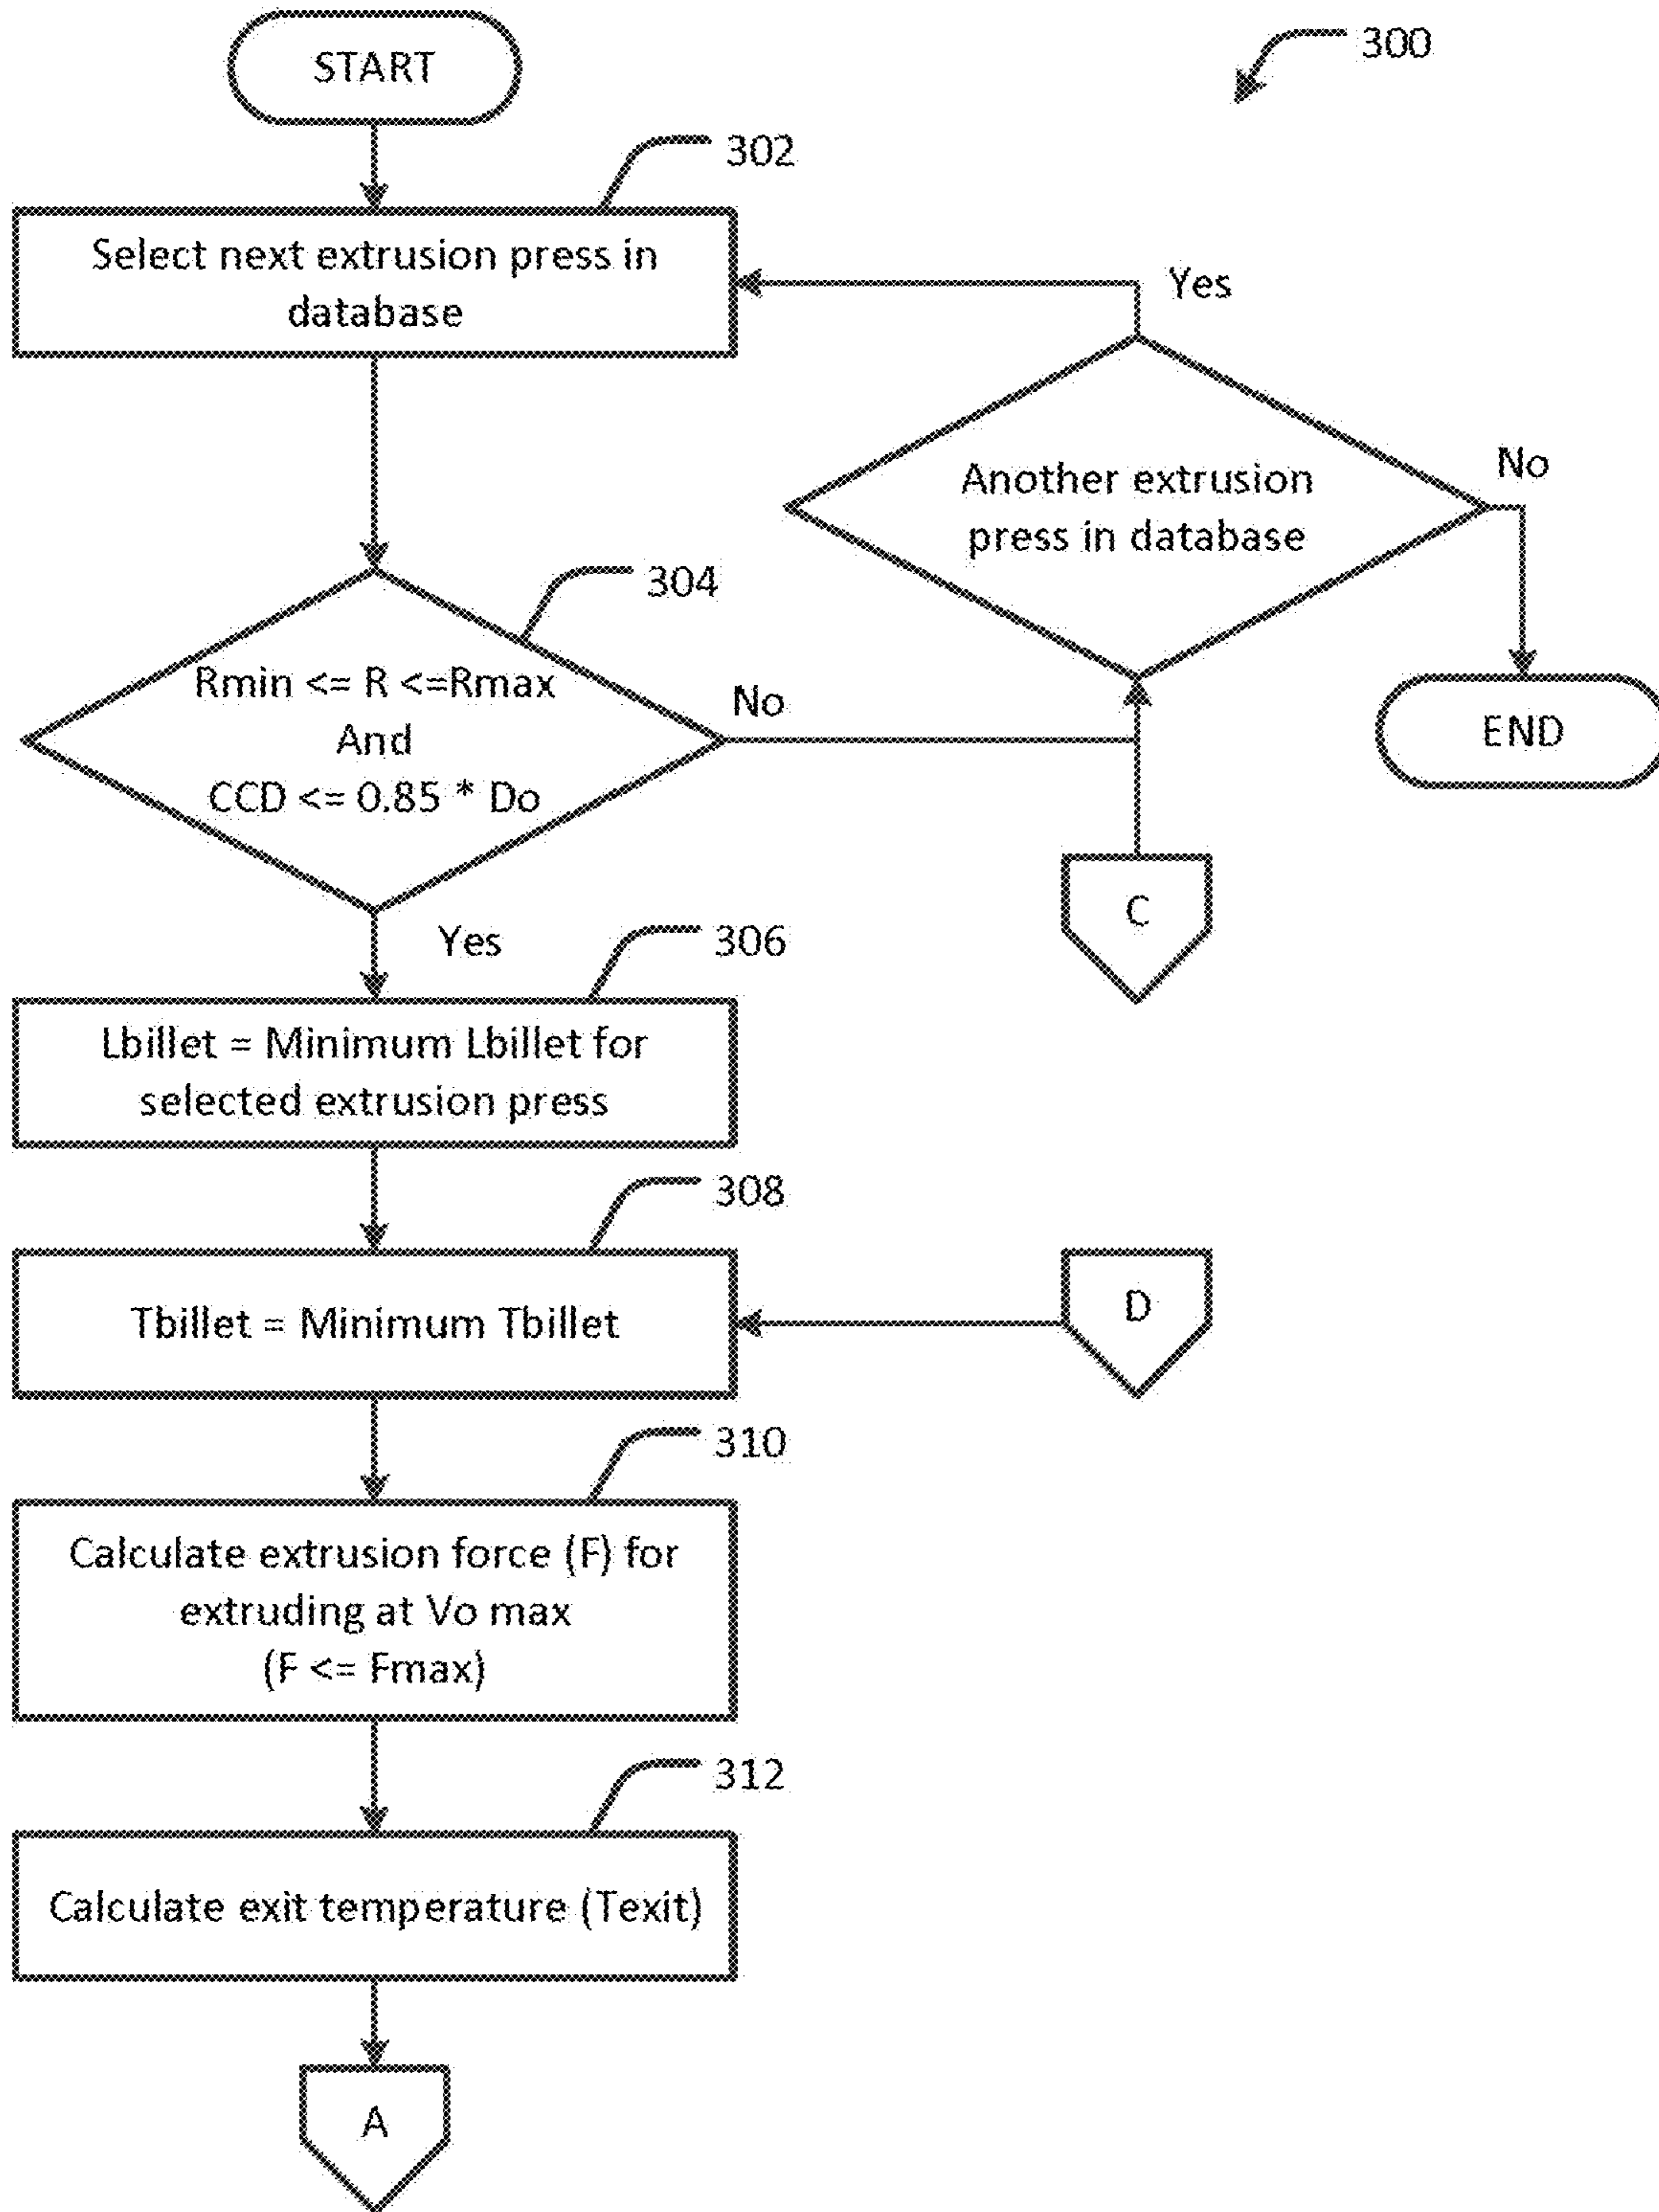 START
300
302
Select next extrusion press in
database
Yes
Another extrusion
press in database
No
END
304
Rmin <= R <=Rmax
And
CCD <= 0.85 * Do
No
C
Yes
306
Lbillet = Minimum Lbillet for
selected extrusion press
308
Tbillet = Minimum Tbillet
D
310
Calculate extrusion force (F) for
extruding at Vo max
(F <= Fmax)
312
Calculate exit temperature (Texit)
A